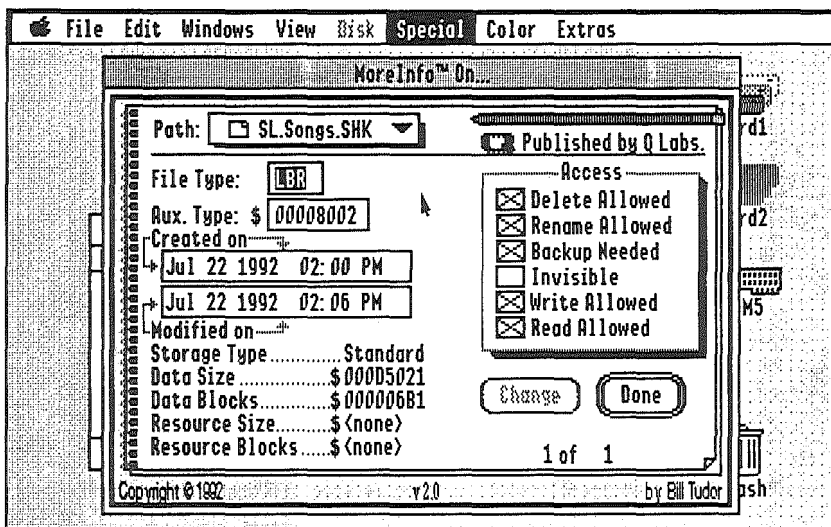 File Edit Windows View Disk Special Color Extras
MoreInfo™ On...
Path: SL.Songs.SHK
Published by Q Labs.
File Type: LBR
Aux. Type: $ 00008002
Created on
Jul 22 1992 02:00 PM
Jul 22 1992 02:06 PM
Modified on
Storage Type.............Standard
Data Size................$000D5021
Data Blocks.............$000006B1
Resource Size.......$<none>
Resource Blocks.....$<none>
Access
Delete Allowed
Rename Allowed
Backup Needed
Invisible
Write Allowed
Read Allowed
Change Done
1 of 1
Copyright © 1992 v2.0 by Bill Tudor
rd1
rd2
M5
ash